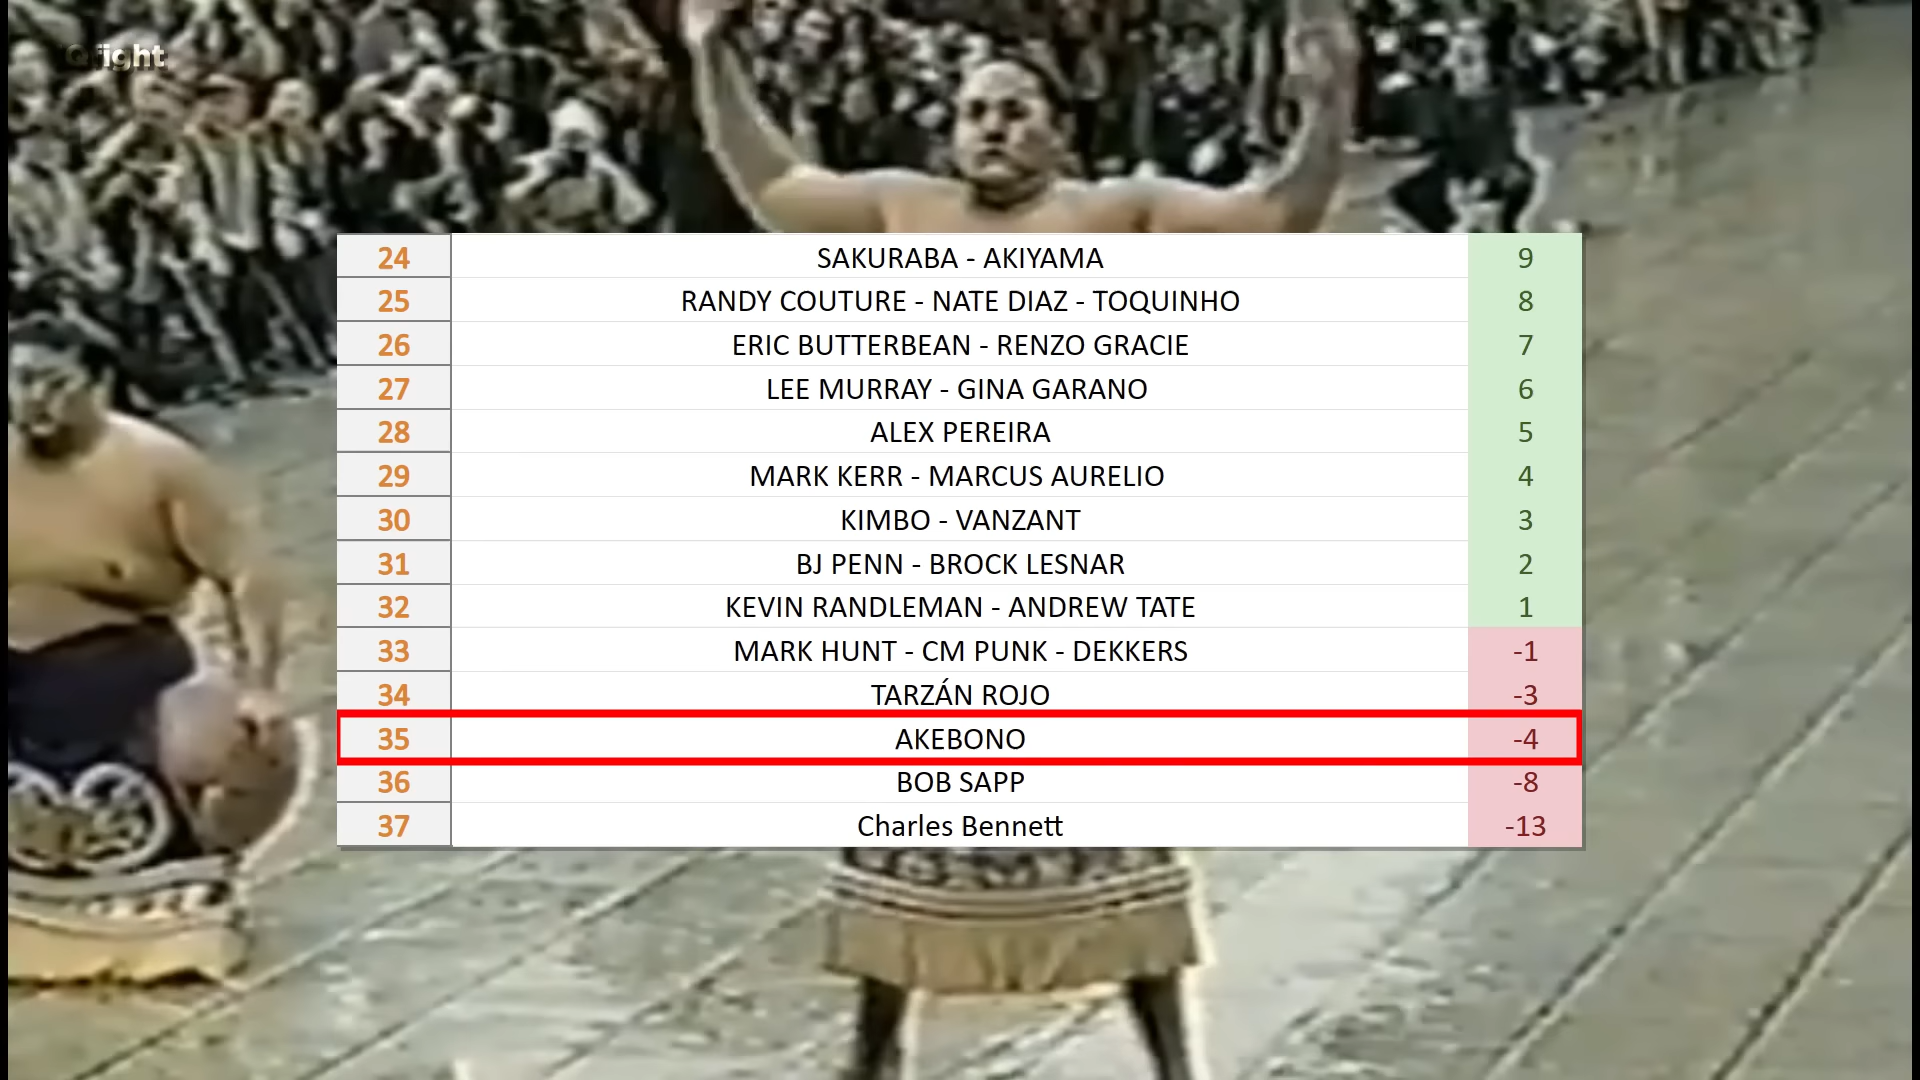 Qfight
24 SAKURABA - AKIYAMA 9
25 RANDY COUTURE - NATE DIAZ - TOQUINHO 8
26 ERIC BUTTERBEAN - RENZO GRACIE 7
27 LEE MURRAY - GINA GARANO 6
28 ALEX PEREIRA 5
29 MARK KERR - MARCUS AURELIO 4
30 KIMBO - VANZANT 3
31 BJ PENN - BROCK LESNAR 2
32 KEVIN RANDLEMAN - ANDREW TATE 1
33 MARK HUNT - CM PUNK - DEKKERS -1
34 TARZÁN ROJO -3
35 AKEBONO -4
36 BOB SAPP -8
37 Charles Bennett -13